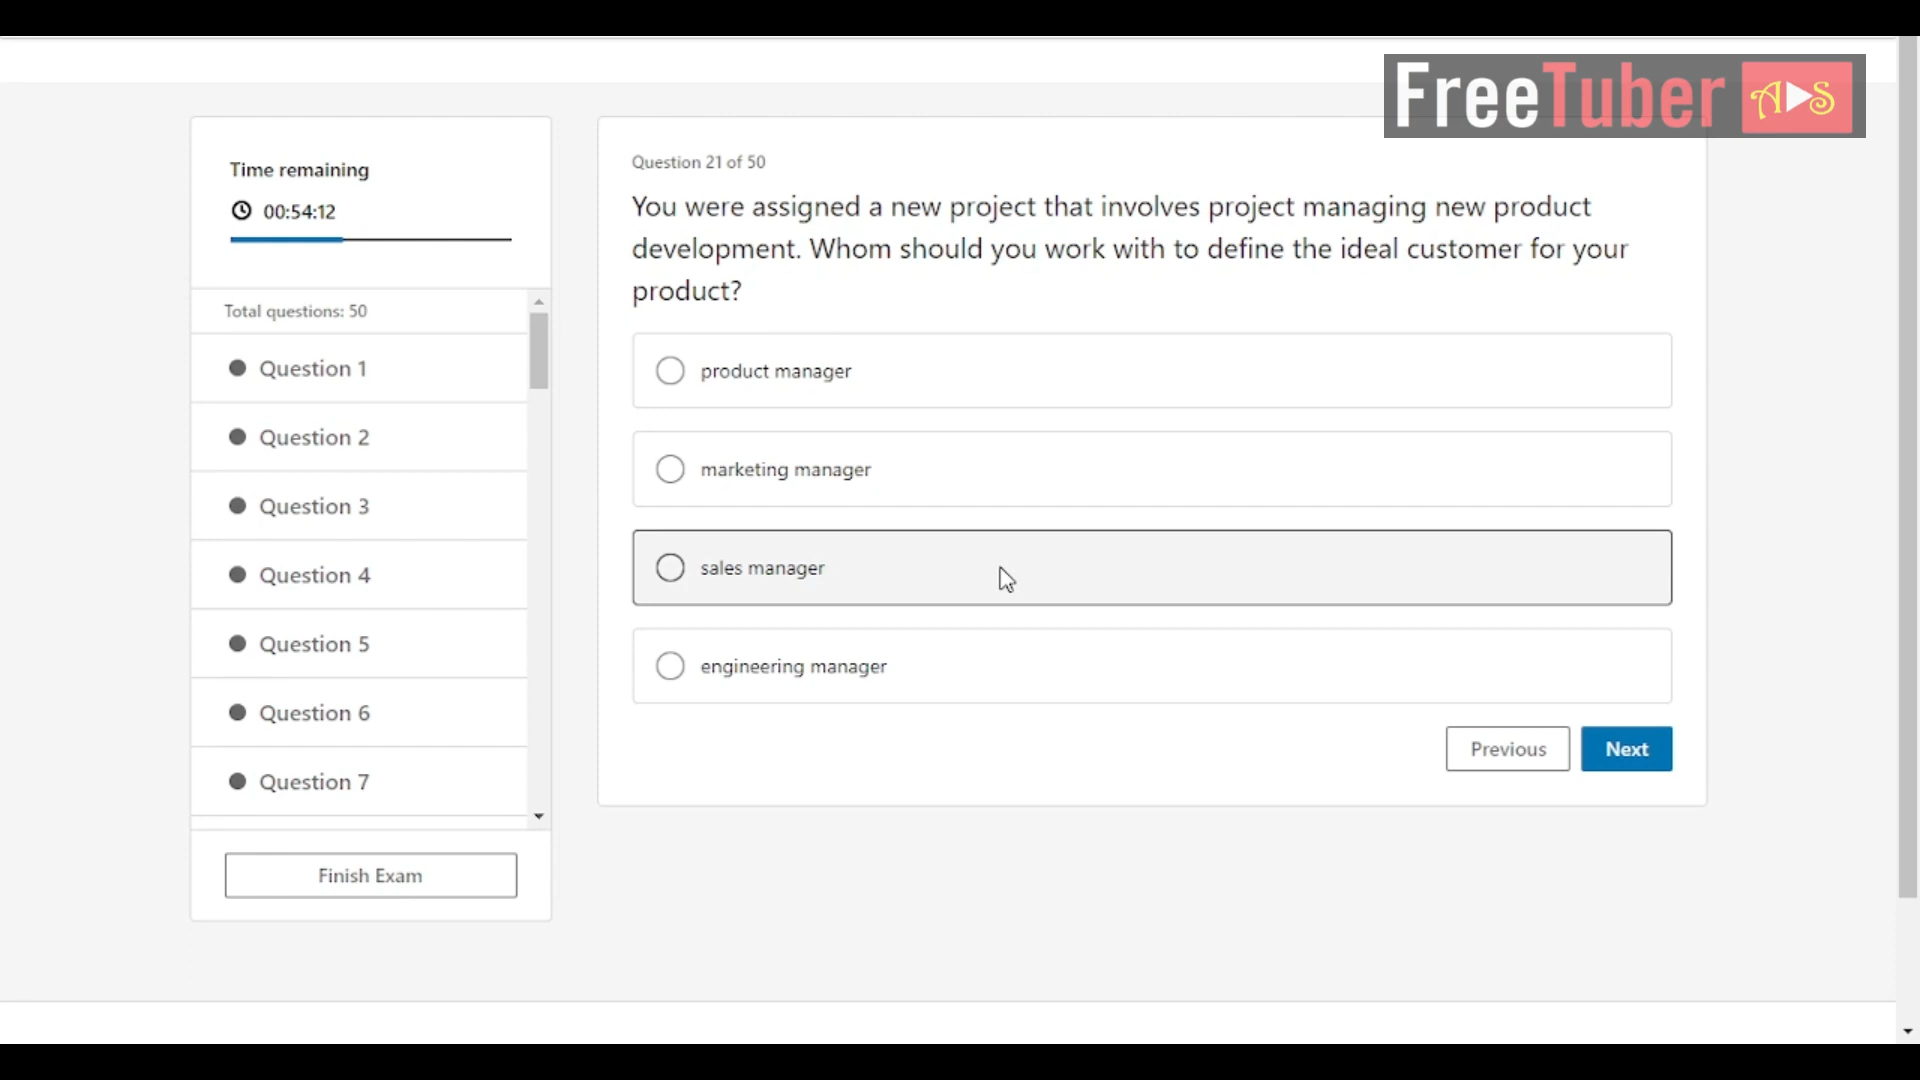 FreeTuber A S
Time remaining
00:54:12
Total questions: 50
Question 1
Question 2
Question 3
Question 4
Question 5
Question 6
Question 7
Finish Exam
Question 21 of 50
You were assigned a new project that involves project managing new product
development. Whom should you work with to define the ideal customer for your
product?
product manager
marketing manager
sales manager
engineering manager
Previous Next